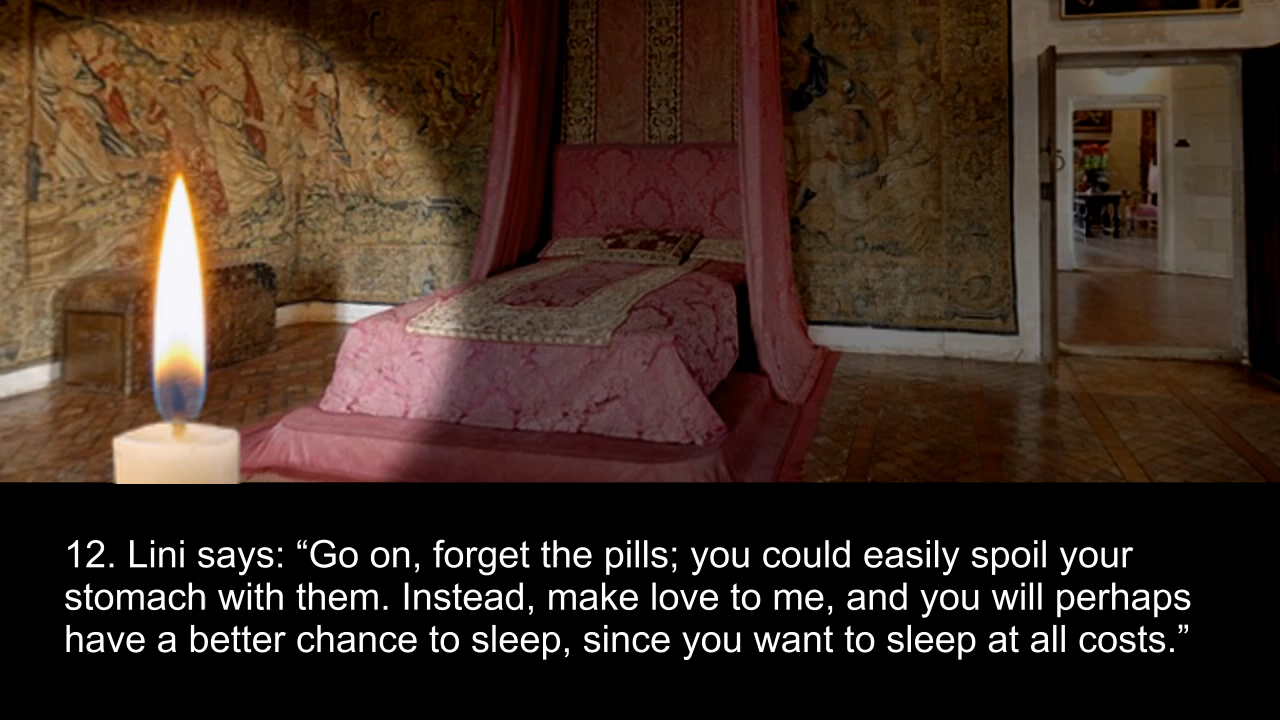 12. Lini says: “Go on, forget the pills; you could easily spoil your
stomach with them. Instead, make love to me, and you will perhaps
have a better chance to sleep, since you want to sleep at all costs.”